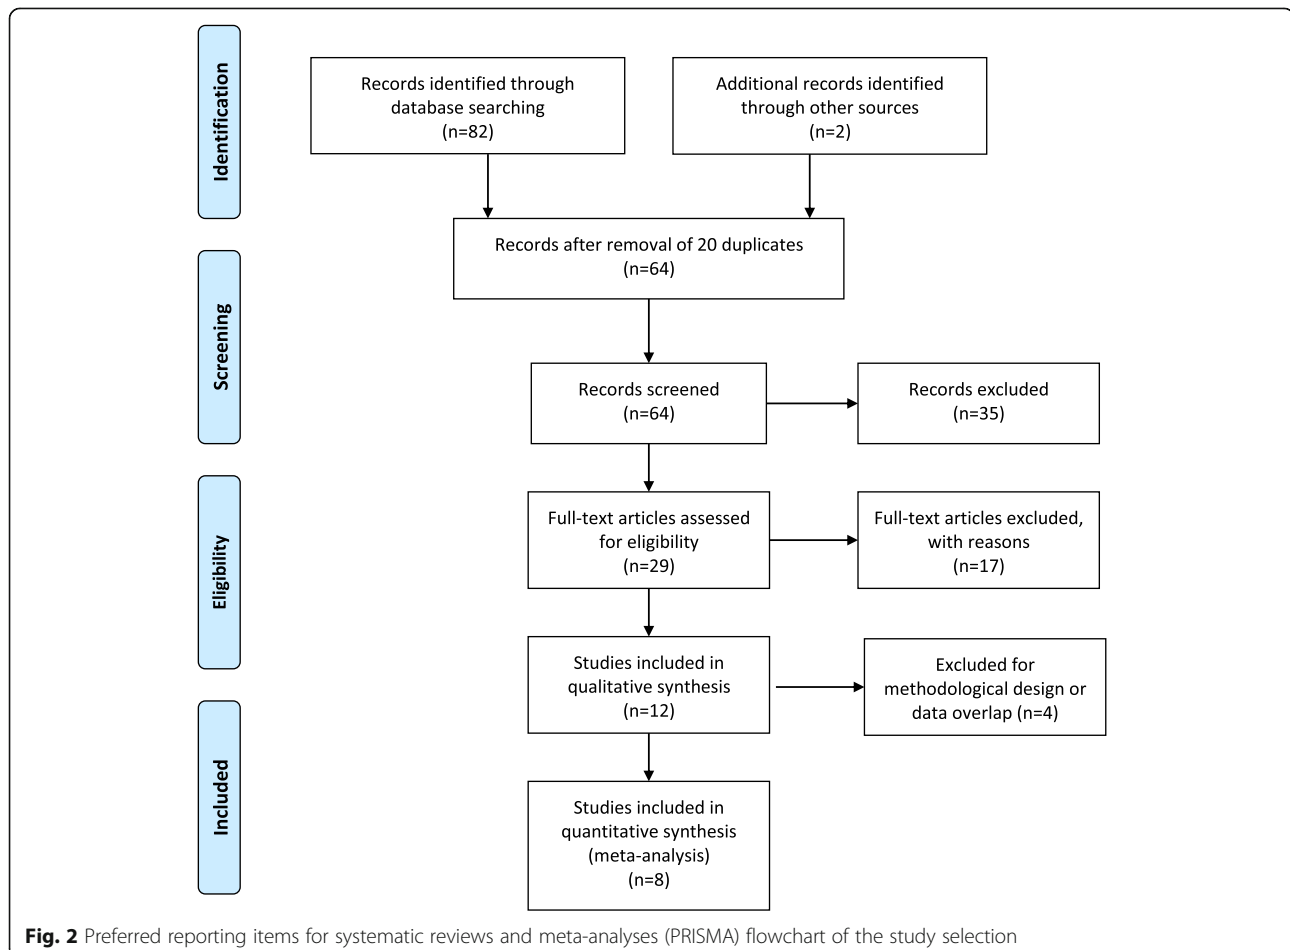 Identification
Records identified through
database searching
(n=82)
Additional records identified
through other sources
(n=2)
Records after removal of 20 duplicates
(n=64)
Screening
Records screened
(n=64)
Records excluded
(n=35)
Eligibility
Full-text articles assessed
for eligibility
(n=29)
Full-text articles excluded,
with reasons
(n=17)
Studies included in
qualitative synthesis
(n=12)
Excluded for
methodological design or
data overlap (n=4)
Included
Studies included in
quantitative synthesis
(meta-analysis)
(n=8)
Fig. 2 Preferred reporting items for systematic reviews and meta-analyses (PRISMA) flowchart of the study selection